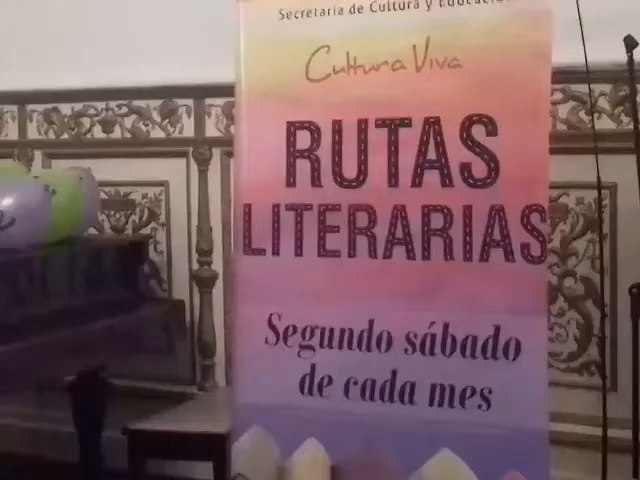 Secretaría de Cultura y Educación
Cultura Viva
RUTAS
LITERARIAS
Segundo sábado
de cada mes